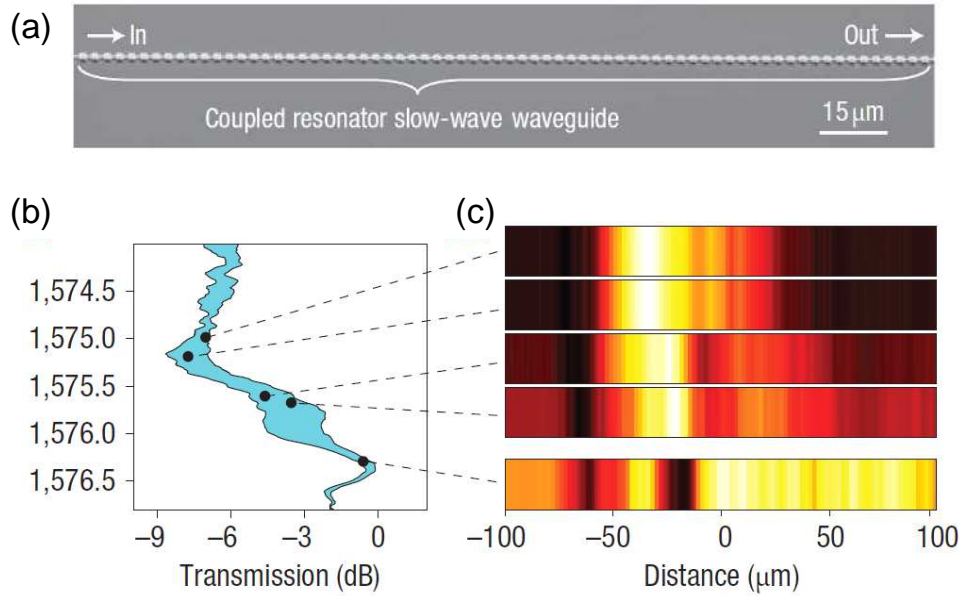 (a)
→ In
Out →
Coupled resonator slow-wave waveguide
15 μm
(b)
(c)
1,574.5
1,575.0
1,575.5
1,576.0
1,576.5
–9 –6 –3 0
Transmission (dB)
–100 –50 0 50 100
Distance (μm)